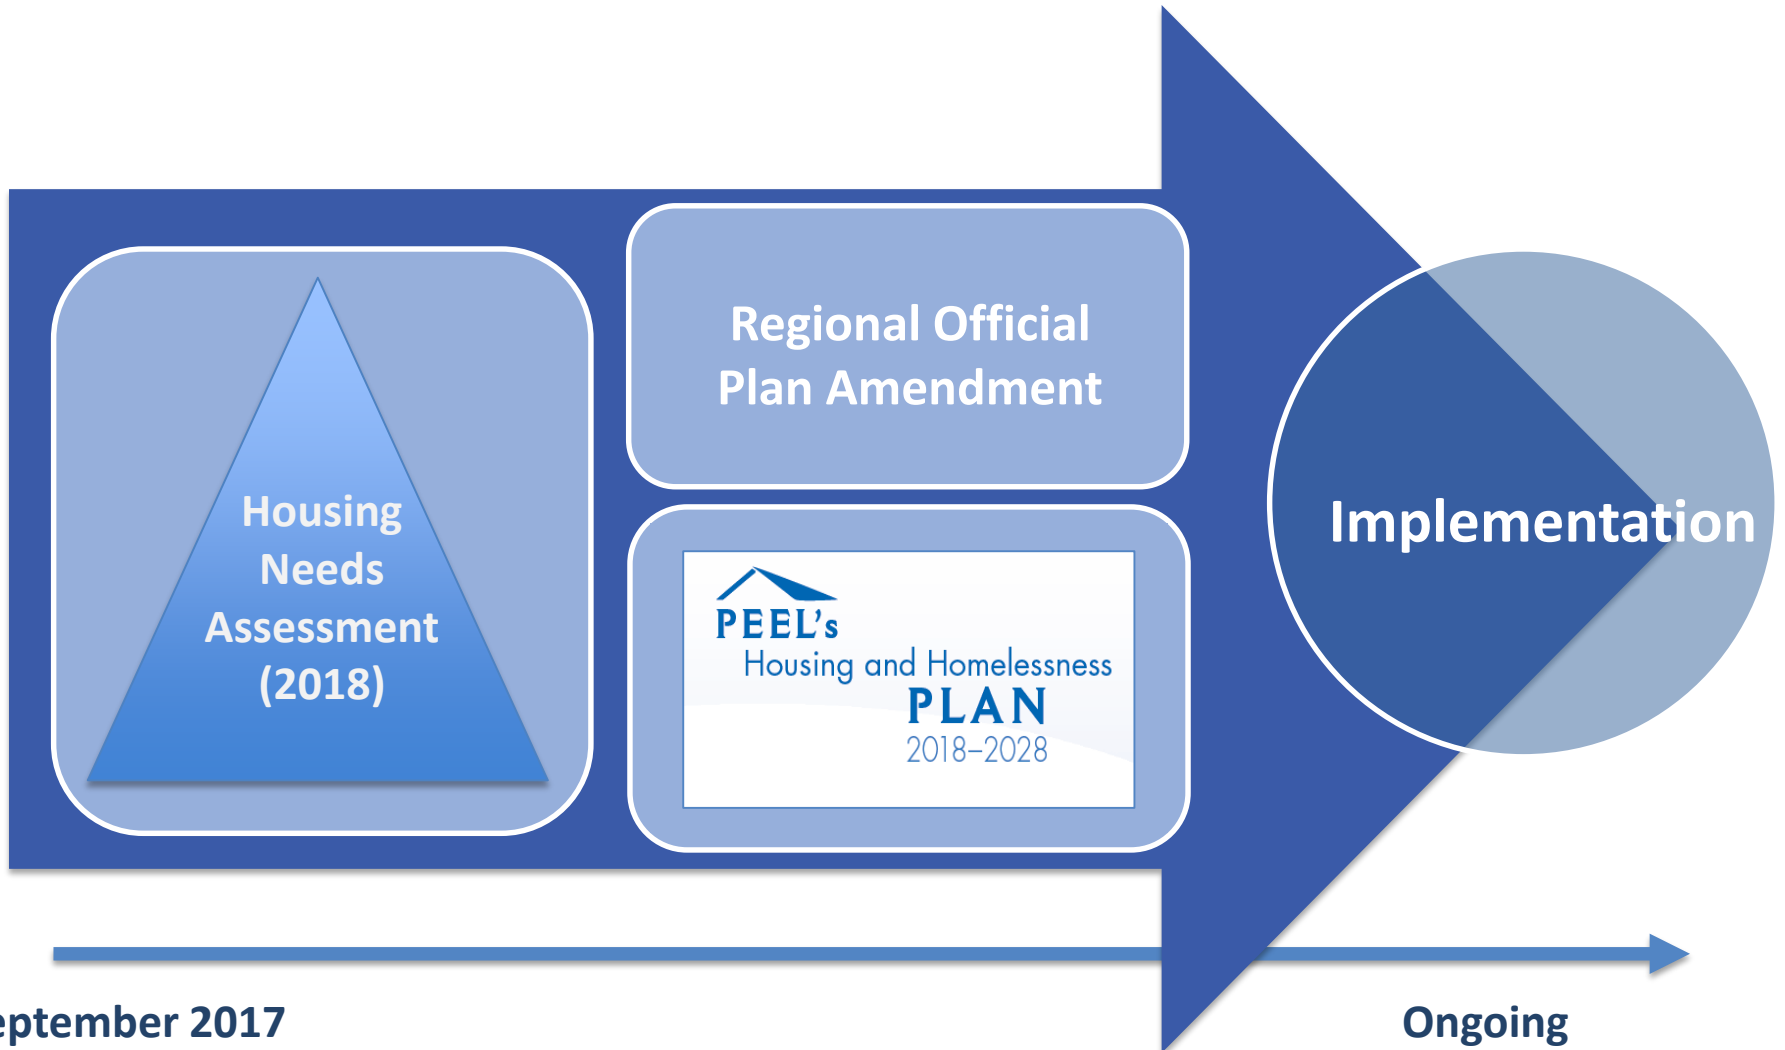 Housing
Needs
Assessment
(2018)
Regional Official
Plan Amendment
PEEL's
Housing and Homelessness
PLAN
2018–2028
Implementation
eptember 2017
Ongoing